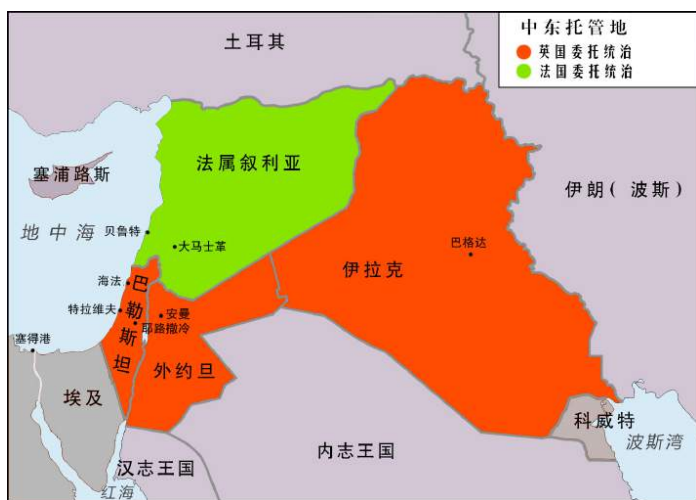 中东托管地
英国委托统治
法国委托统治
土耳其
塞浦路斯
法属叙利亚
伊朗(波斯)
地中海
贝鲁特
大马士革
巴格达
伊拉克
海法
巴勒斯坦
特拉维夫
安曼
耶路撒冷
塞得港
外约旦
埃及
科威特
波斯湾
内志王国
汉志王国
红海